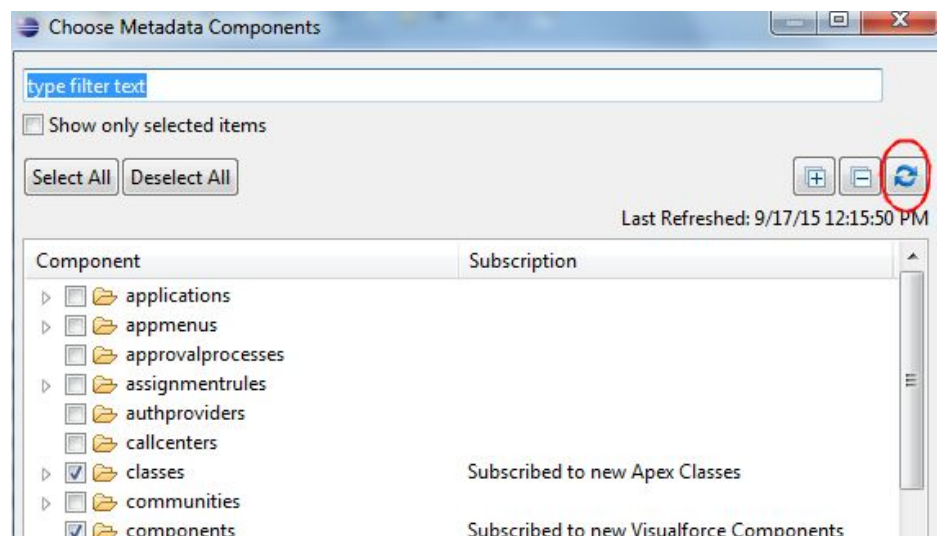 Choose Metadata Components
type filter text
Show only selected items
Select All Deselect All
Last Refreshed: 9/17/15 12:15:50 PM
Component Subscription
applications
appmenus
approvalprocesses
assignmentrules
authproviders
callcenters
classes Subscribed to new Apex Classes
communities
components Subscribed to new Visualforce Components